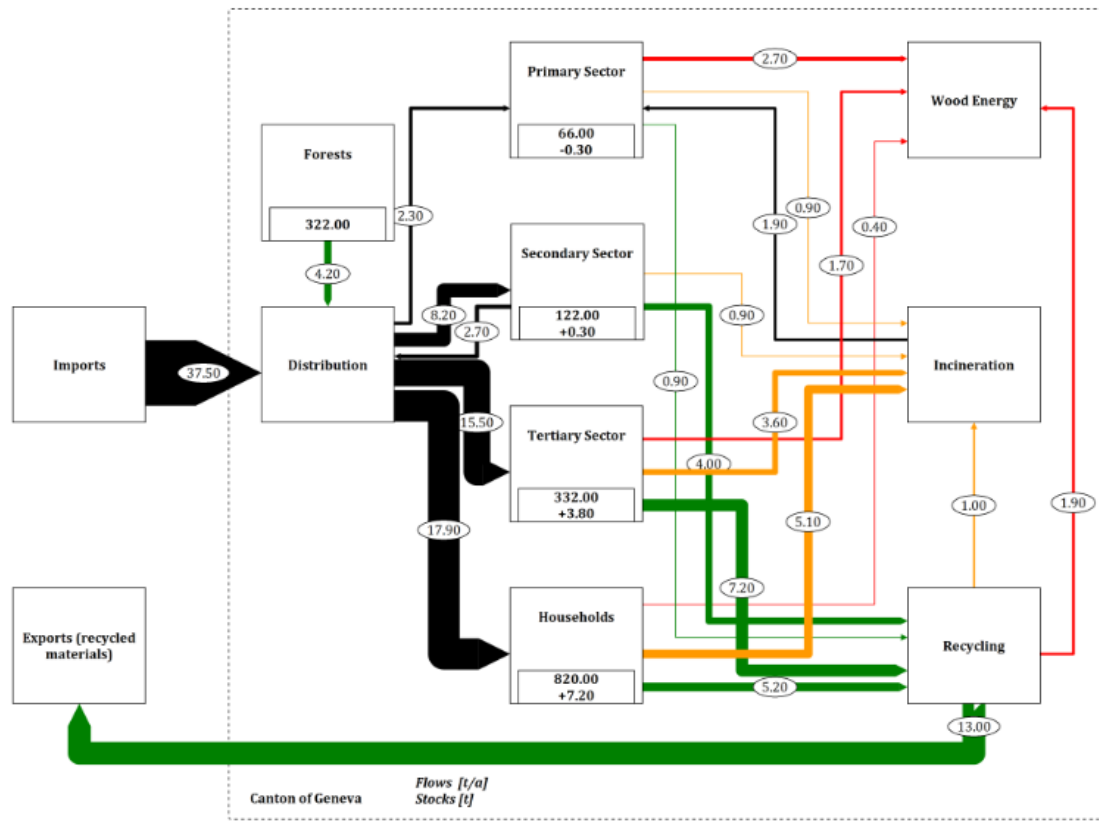 Primary Sector
66.00
-0.30
2.70
Wood Energy
Forests
322.00
2.30
0.90
1.90
0.40
4.20
Secondary Sector
122.00
+0.30
1.70
8.20
2.70
0.90
Imports
37.50
Distribution
0.90
Incineration
15.50
Tertiary Sector
332.00
+3.80
3.60
4.00
17.90
5.10
1.00
1.90
Exports (recycled
materials)
Households
820.00
+7.20
7.20
5.20
Recycling
13.00
Canton of Geneva
Flows [t/a]
Stocks [t]